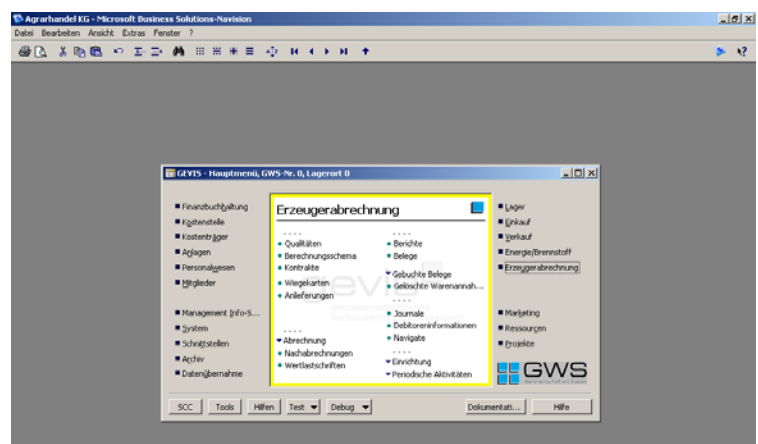 Agrarhandel KG - Microsoft Business Solutions-Navision
Datei Bearbeiten Ansicht Extras Fenster ?
GEVIS - Hauptmenü, GWS-Nr. 0, Lagerort 0
Finanzbuchhaltung
Kostenstelle
Kostenträger
Anlagen
Personalwesen
Mitglieder
Management Info-S...
System
Schnittstellen
Archiv
Datenübernahme
Erzeugerabrechnung
Qualitäten
Berechnungsschema
Kontrakte
Wiegekarten
Anlieferungen
Abrechnung
Nachabrechnungen
Wertlastschriften
Berichte
Belege
Gebuchte Belege
Gelöschte Warenannah...
Journale
Debitoreninformationen
Navigate
Einrichtung
Periodische Aktivitäten
gevis
Lager
Einkauf
Verkauf
Energie/Brennstoff
Erzeugerabrechnung
Marketing
Ressourcen
Projekte
GWS
SCC Tools Hilfen Test Debug Dokumentati... Hilfe